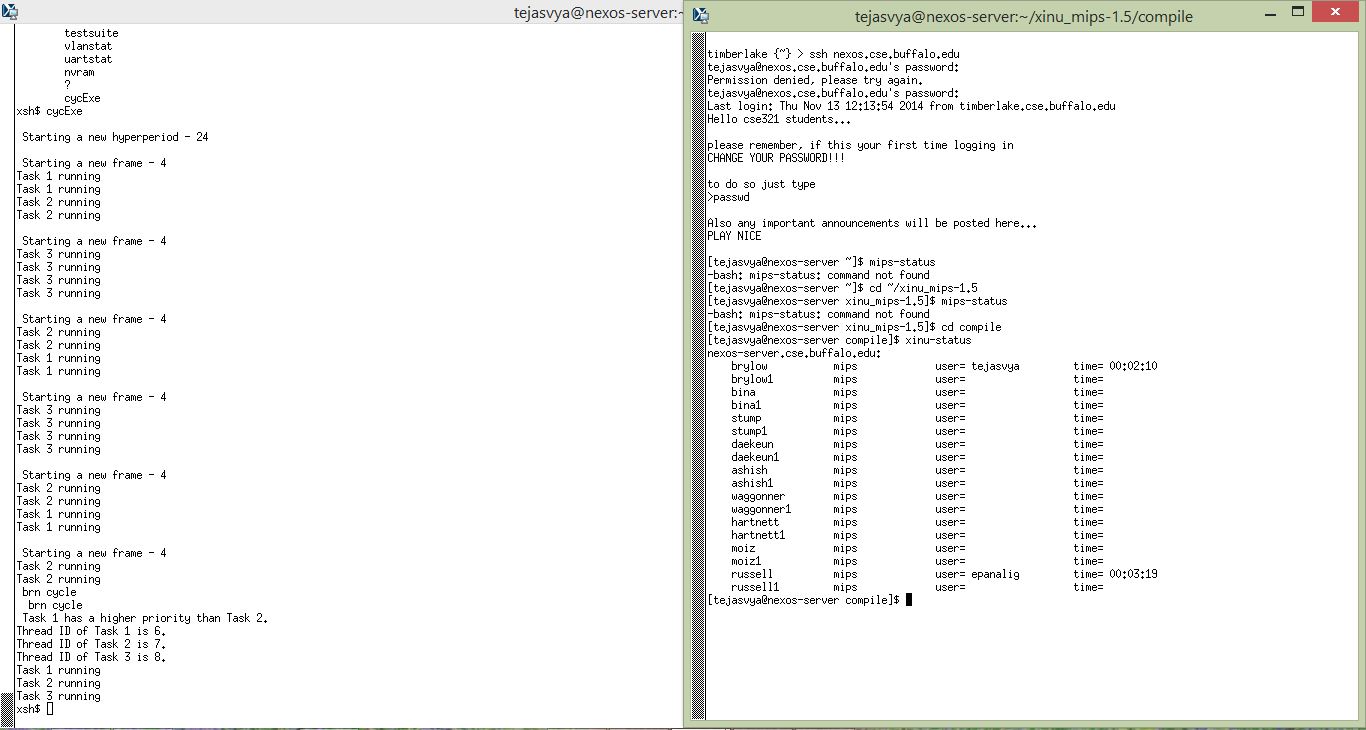 tejasvya@nexos-server:~
testsuite
vlanstat
uartstat
nvram
?
cycExe
xsh$ cycExe
Starting a new hyperperiod - 24
Starting a new frame - 4
Task 1 running
Task 1 running
Task 2 running
Task 2 running
Starting a new frame - 4
Task 3 running
Task 3 running
Task 3 running
Task 3 running
Starting a new frame - 4
Task 2 running
Task 2 running
Task 1 running
Task 1 running
Starting a new frame - 4
Task 3 running
Task 3 running
Task 3 running
Task 3 running
Starting a new frame - 4
Task 2 running
Task 2 running
Task 1 running
Task 1 running
Starting a new frame - 4
Task 2 running
Task 2 running
brn cycle
brn cycle
Task 1 has a higher priority than Task 2.
Thread ID of Task 1 is 6.
Thread ID of Task 2 is 7.
Thread ID of Task 3 is 8.
Task 1 running
Task 2 running
Task 3 running
xsh$
tejasvya@nexos-server:~/xinu_mips-1.5/compile
timberlake {~} > ssh nexos.cse.buffalo.edu
tejasvya@nexos.cse.buffalo.edu's password:
Permission denied, please try again.
tejasvya@nexos.cse.buffalo.edu's password:
Last login: Thu Nov 13 12:13:54 2014 from timberlake.cse.buffalo.edu
Hello cse321 students...
please remember, if this your first time logging in
CHANGE YOUR PASSWORD!!!
to do so just type
>passwd
Also any important announcements will be posted here...
PLAY NICE
[tejasvya@nexos-server ~]$ mips-status
-bash: mips-status: command not found
[tejasvya@nexos-server ~]$ cd ~/xinu_mips-1.5
[tejasvya@nexos-server xinu_mips-1.5]$ mips-status
-bash: mips-status: command not found
[tejasvya@nexos-server xinu_mips-1.5]$ cd compile
[tejasvya@nexos-server compile]$ xinu-status
nexos-server.cse.buffalo.edu:
brylow mips user= tejasvya time= 00:02:10
brylow1 mips user= time=
bina mips user= time=
bina1 mips user= time=
stump mips user= time=
stump1 mips user= time=
daekeun mips user= time=
daekeun1 mips user= time=
ashish mips user= time=
ashish1 mips user= time=
waggonner mips user= time=
waggonner1 mips user= time=
hartnett mips user= time=
hartnett1 mips user= time=
moiz mips user= time=
moiz1 mips user= time=
russell mips user= epanalig time= 00:03:19
russell1 mips user= time=
[tejasvya@nexos-server compile]$